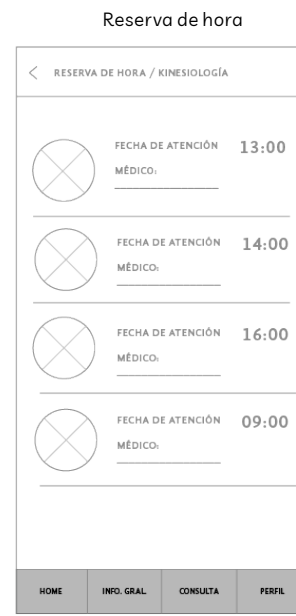 Reserva de hora
< RESERVA DE HORA / KINESIOLOGÍA
FECHA DE ATENCIÓN 13:00
MÉDICO:
FECHA DE ATENCIÓN 14:00
MÉDICO:
FECHA DE ATENCIÓN 16:00
MÉDICO:
FECHA DE ATENCIÓN 09:00
MÉDICO:
HOME INFO. GRAL. CONSULTA PERFIL